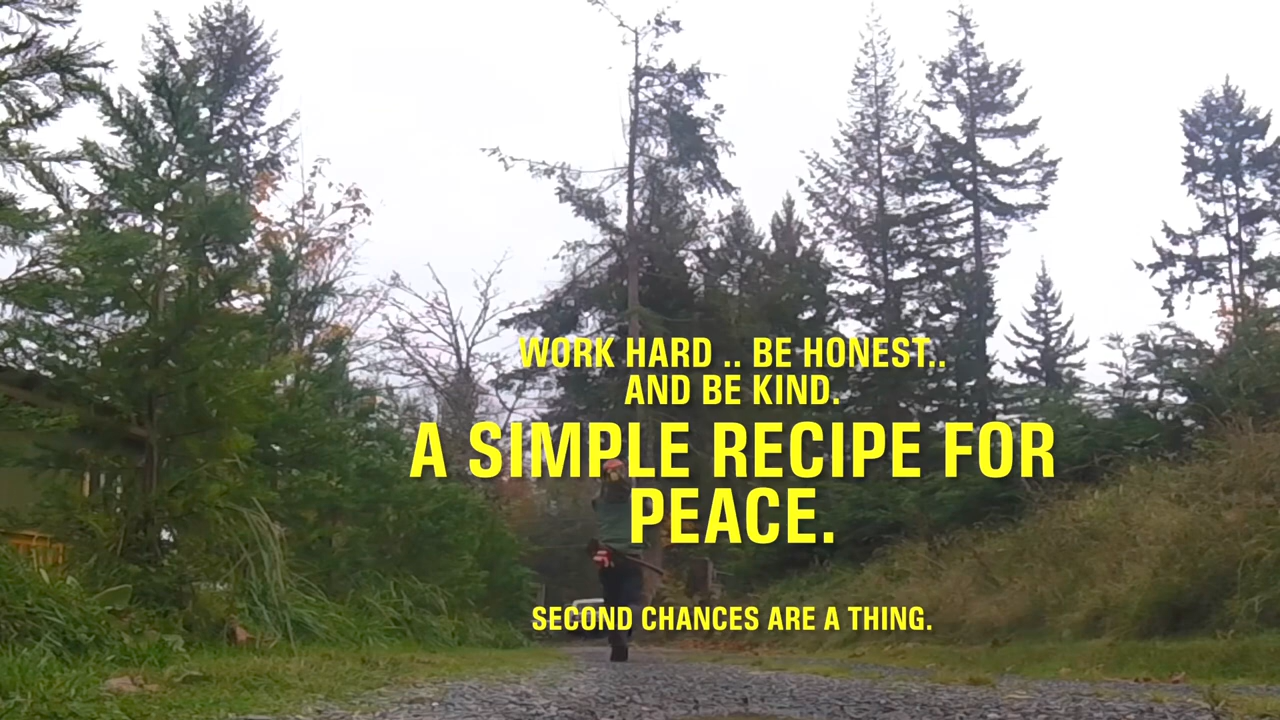 WORK HARD .. BE HONEST..
AND BE KIND.
A SIMPLE RECIPE FOR
PEACE.
SECOND CHANCES ARE A THING.